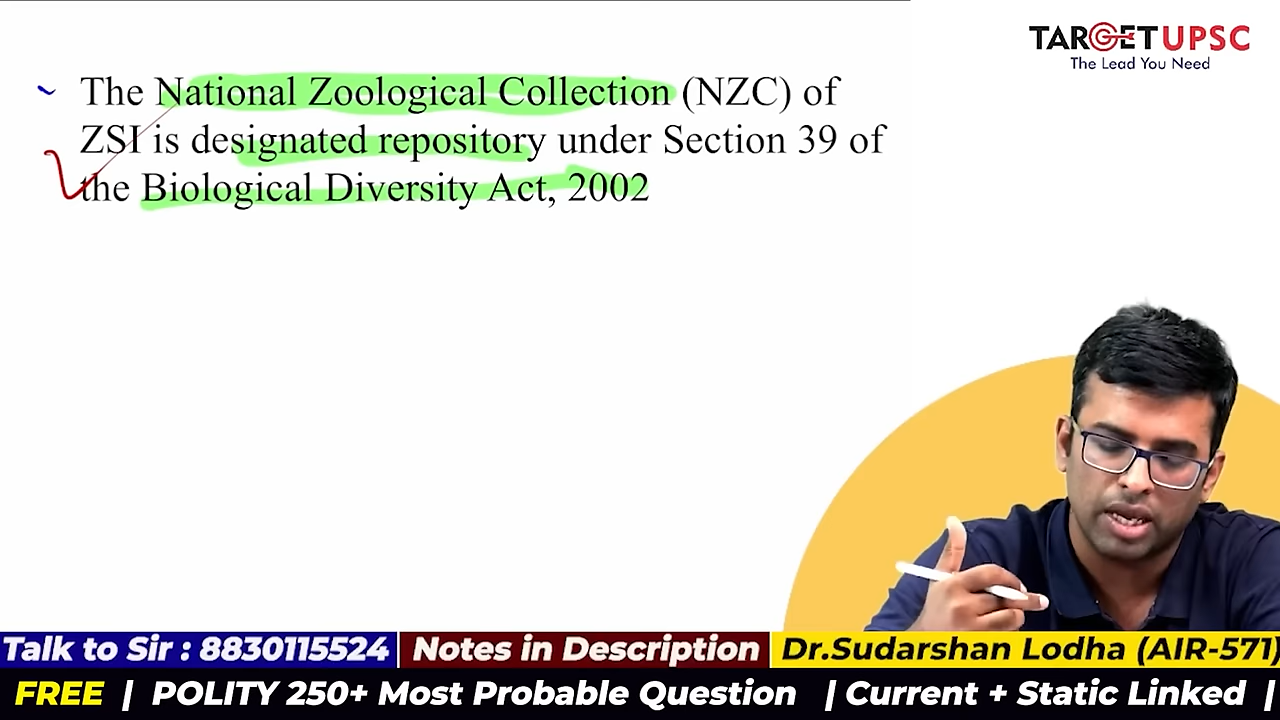 TARGETUPSC
The Lead You Need
The National Zoological Collection (NZC) of
ZSI is designated repository under Section 39 of
the Biological Diversity Act, 2002
Talk to Sir : 8830115524
Notes in Description
Dr.Sudarshan Lodha (AIR-571)
FREE | POLITY 250+ Most Probable Question | Current + Static Linked |